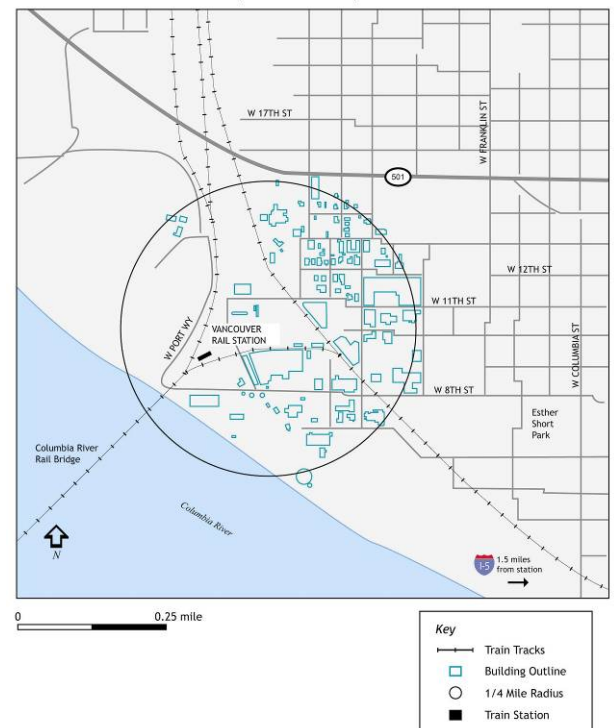 W 17TH ST
W FRANKLIN ST
501
W 12TH ST
W 11TH ST
W PORT WY
VANCOUVER
RAIL STATION
W COLUMBIA ST
W 8TH ST
Esther
Short
Park
Columbia River
Rail Bridge
Columbia River
N
I-5
1.5 miles
from station
0 0.25 mile
Key
Train Tracks
Building Outline
1/4 Mile Radius
Train Station